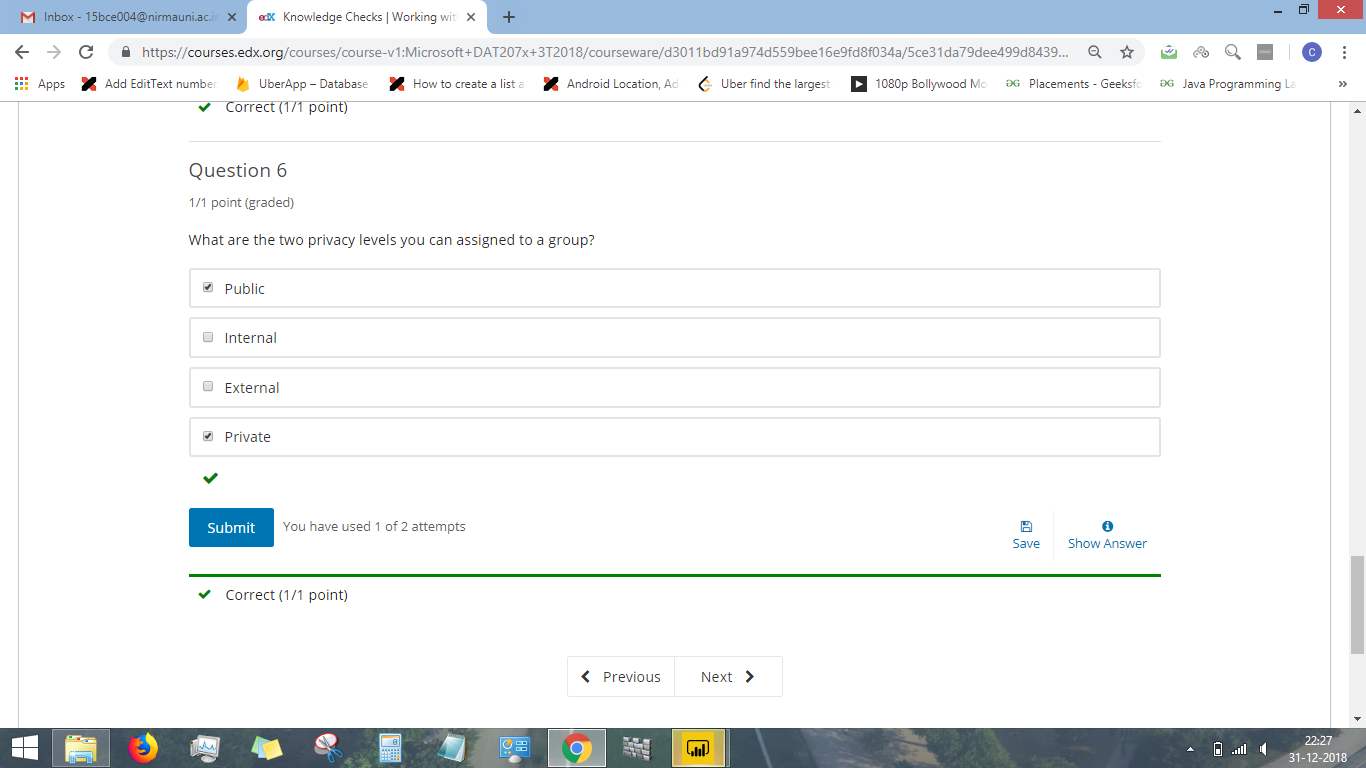 Inbox - 15bce004@nirmauni.ac.i
edX Knowledge Checks | Working wit
https://courses.edx.org/courses/course-v1:Microsoft+DAT207x+3T2018/courseware/d3011bd91a974d559bee16e9fd8f034a/5ce31da79dee499d8439...
C
Apps
Add EditText number
UberApp – Database
How to create a list a
Android Location, Ad
Uber find the largest
1080p Bollywood Mo
Placements - Geeksfo
Java Programming La
»
Correct (1/1 point)
Question 6
1/1 point (graded)
What are the two privacy levels you can assigned to a group?
Public
Internal
External
Private
Submit
You have used 1 of 2 attempts
Save
Show Answer
Correct (1/1 point)
Previous
Next
22:27
31-12-2018